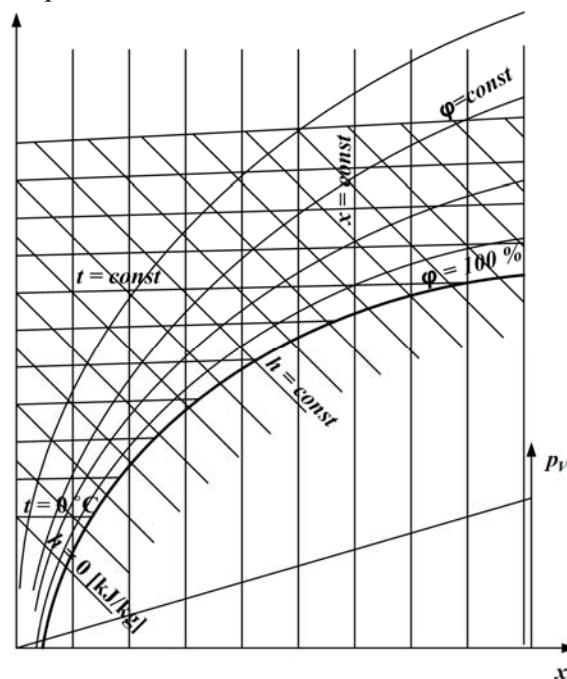 φ=const
x = const
t = const
φ = 100 %
h = const
p_V
t = 0 °C
h = 0 [kJ/kg]
x